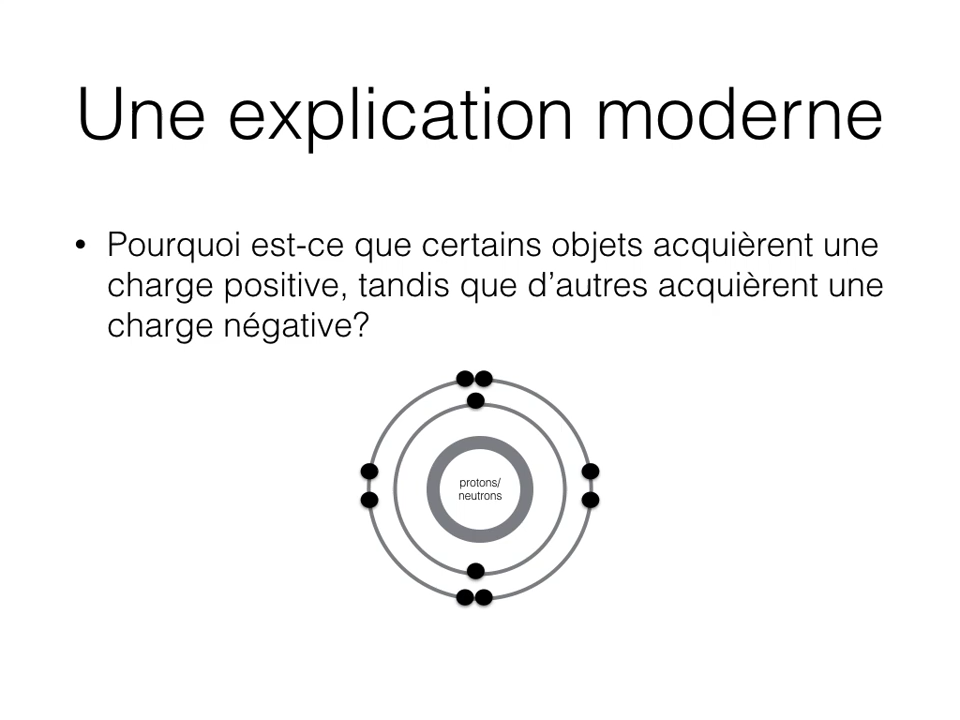 Une explication moderne
• Pourquoi est-ce que certains objets acquièrent une
charge positive, tandis que d’autres acquièrent une
charge négative?
protons/
neutrons